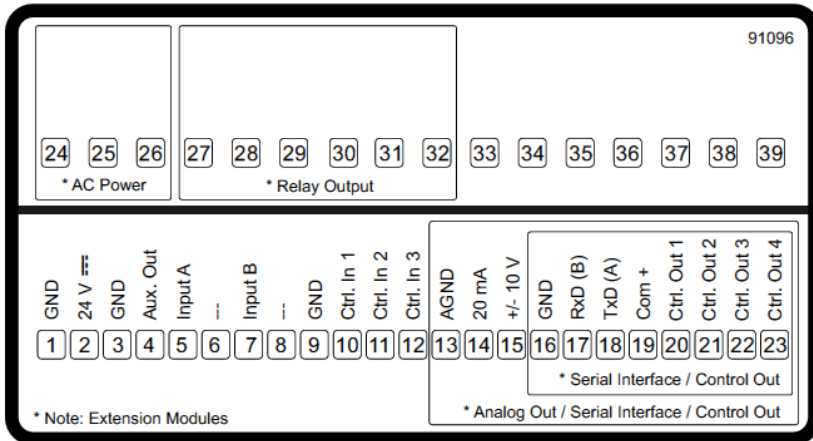 91096
24 25 26 27 28 29 30 31 32 33 34 35 36 37 38 39
* AC Power
* Relay Output
GND
24 V ⎓
GND
Aux. Out
Input A
---
Input B
---
GND
Ctrl. In 1
Ctrl. In 2
Ctrl. In 3
AGND
20 mA
+/- 10 V
GND
RxD (B)
TxD (A)
Com +
Ctrl. Out 1
Ctrl. Out 2
Ctrl. Out 3
Ctrl. Out 4
1 2 3 4 5 6 7 8 9 10 11 12 13 14 15 16 17 18 19 20 21 22 23
* Serial Interface / Control Out
* Note: Extension Modules
* Analog Out / Serial Interface / Control Out